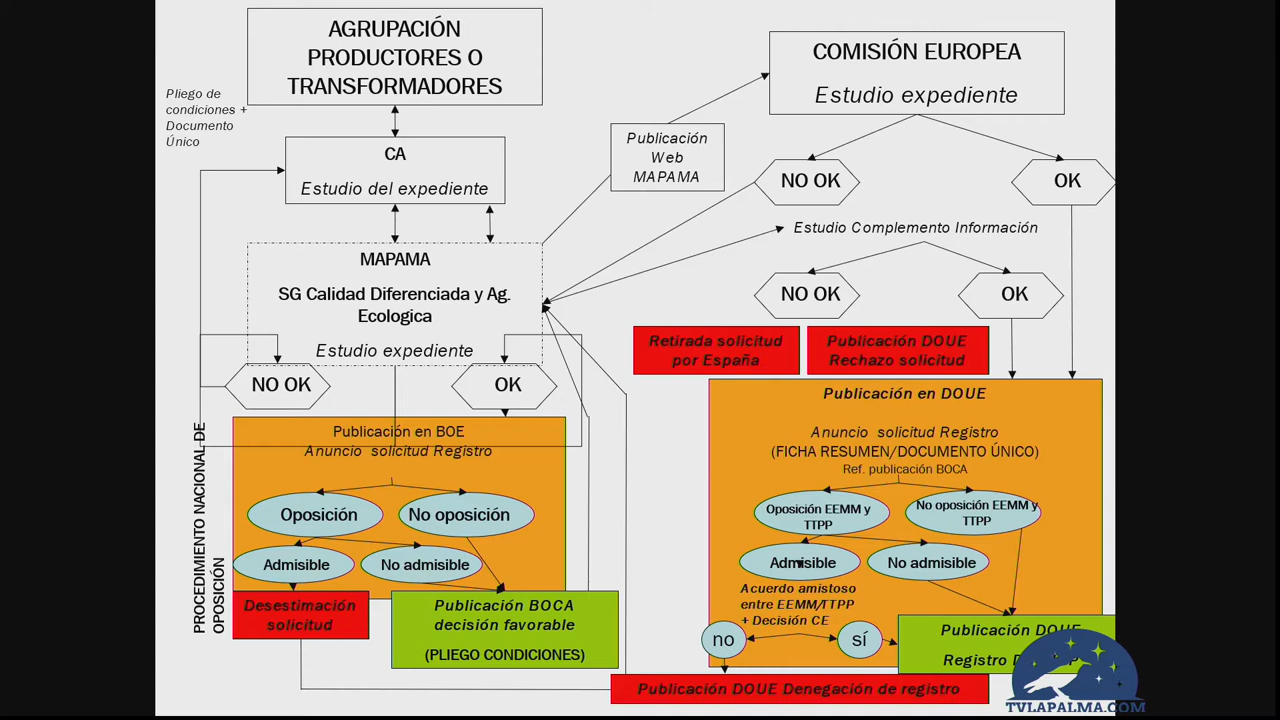 AGRUPACIÓN
PRODUCTORES O
TRANSFORMADORES
Pliego de
condiciones +
Documento
Único
CA
Estudio del expediente
MAPAMA
SG Calidad Diferenciada y Ag.
Ecologica
Estudio expediente
NO OK
OK
PROCEDIMIENTO NACIONAL DE
OPOSICIÓN
Publicación en BOE
Anuncio solicitud Registro
Oposición
No oposición
Admisible
No admisible
Desestimación
solicitud
Publicación BOCA
decisión favorable
(PLIEGO CONDICIONES)
Publicación
Web
MAPAMA
COMISIÓN EUROPEA
Estudio expediente
NO OK
OK
Estudio Complemento Información
NO OK
OK
Retirada solicitud
por España
Publicación DOUE
Rechazo solicitud
Publicación en DOUE
Anuncio solicitud Registro
(FICHA RESUMEN/DOCUMENTO ÚNICO)
Ref. publicación BOCA
Oposición EEMM y
TTPP
No oposición EEMM y
TTPP
Admisible
No admisible
Acuerdo amistoso
entre EEMM/TTPP
+ Decisión CE
no
sí
Publicación DOUE
Registro
Publicación DOUE Denegación de registro
TVLAPALMA.COM